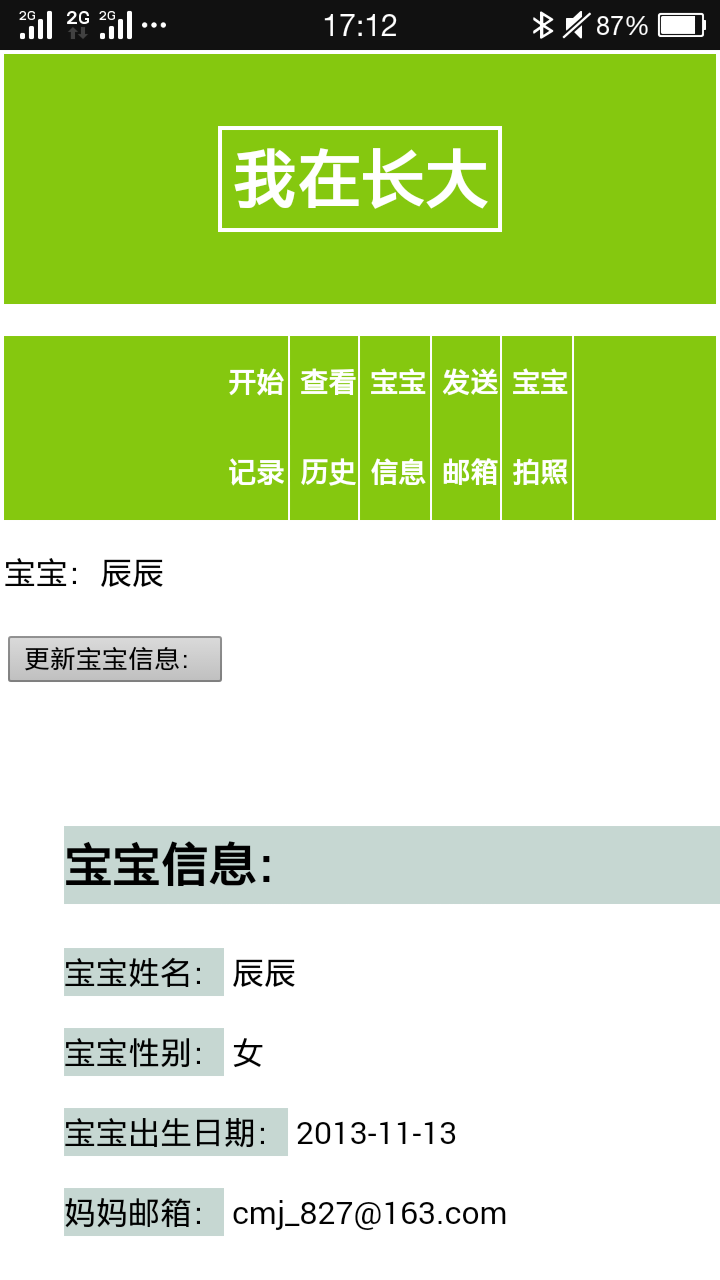 2G 2G 2G ••• 17:12 87%
我在长大
开始 查看 宝宝 发送 宝宝
记录 历史 信息 邮箱 拍照
宝宝：辰辰
更新宝宝信息：
宝宝信息：
宝宝姓名： 辰辰
宝宝性别： 女
宝宝出生日期： 2013-11-13
妈妈邮箱： cmj_827@163.com